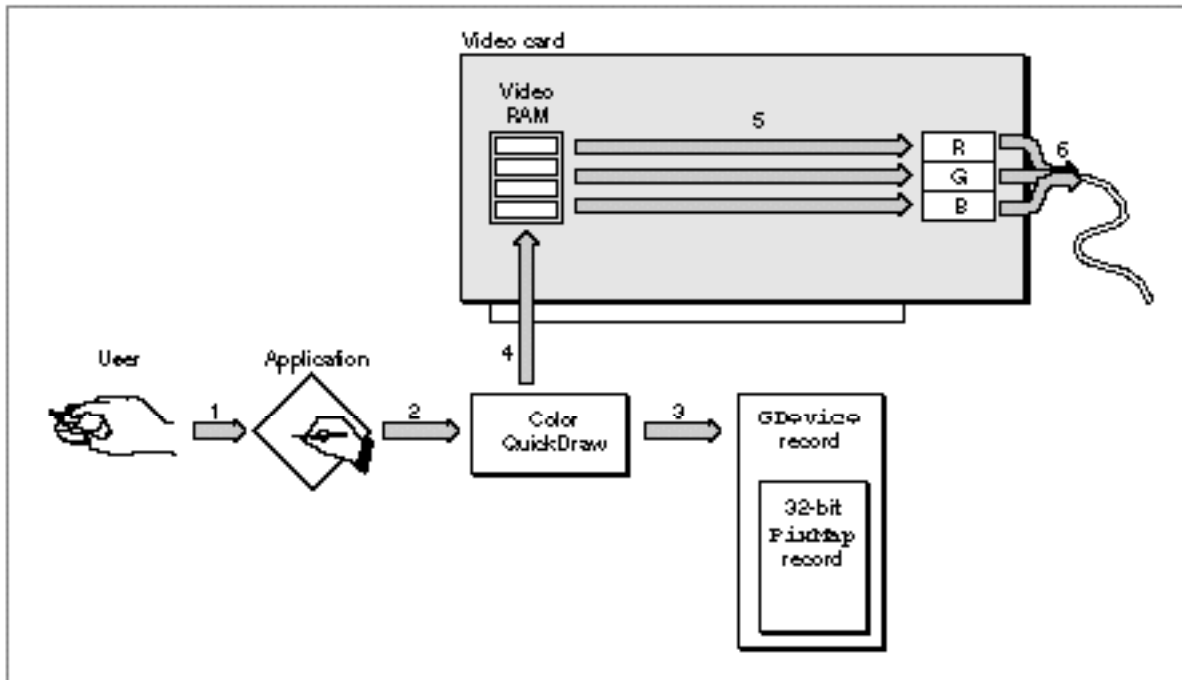 Video card
Video
RAM
5
R
G
B
6
4
User
Application
1
2
Color
QuickDraw
3
GDevice
record
32-bit
PixMap
record